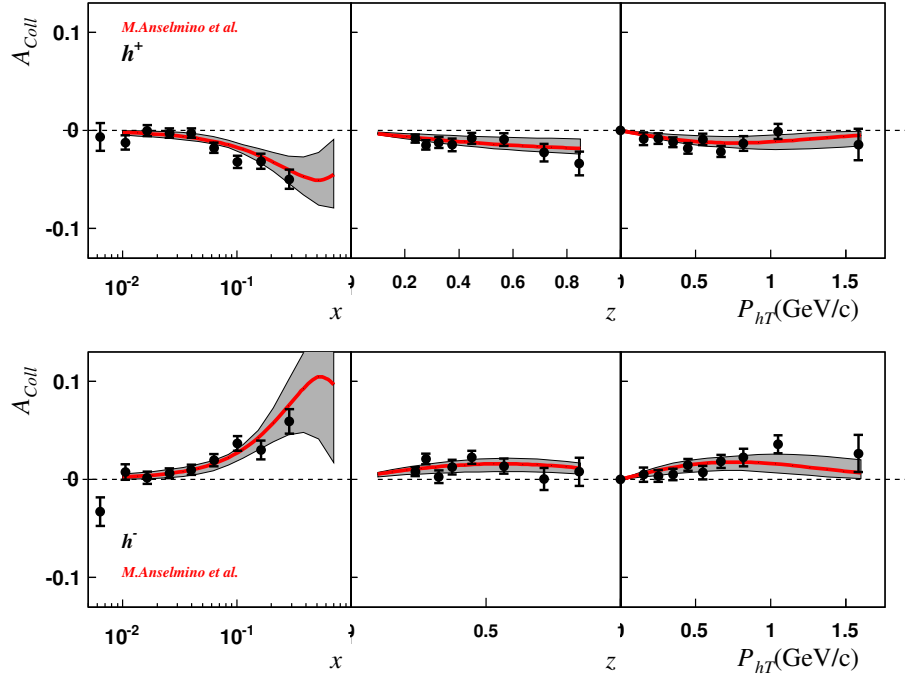 A_Coll
M.Anselmino et al.
h⁺
0.1
-0
-0.1
10⁻² 10⁻¹ 0.2 0.4 0.6 0.8 0.5 1 1.5
x z P_hT(GeV/c)
A_Coll
0.1
0
-0.1
h⁻
M.Anselmino et al.
10⁻² 10⁻¹ 0.5 0.5 1 1.5
x z P_hT(GeV/c)